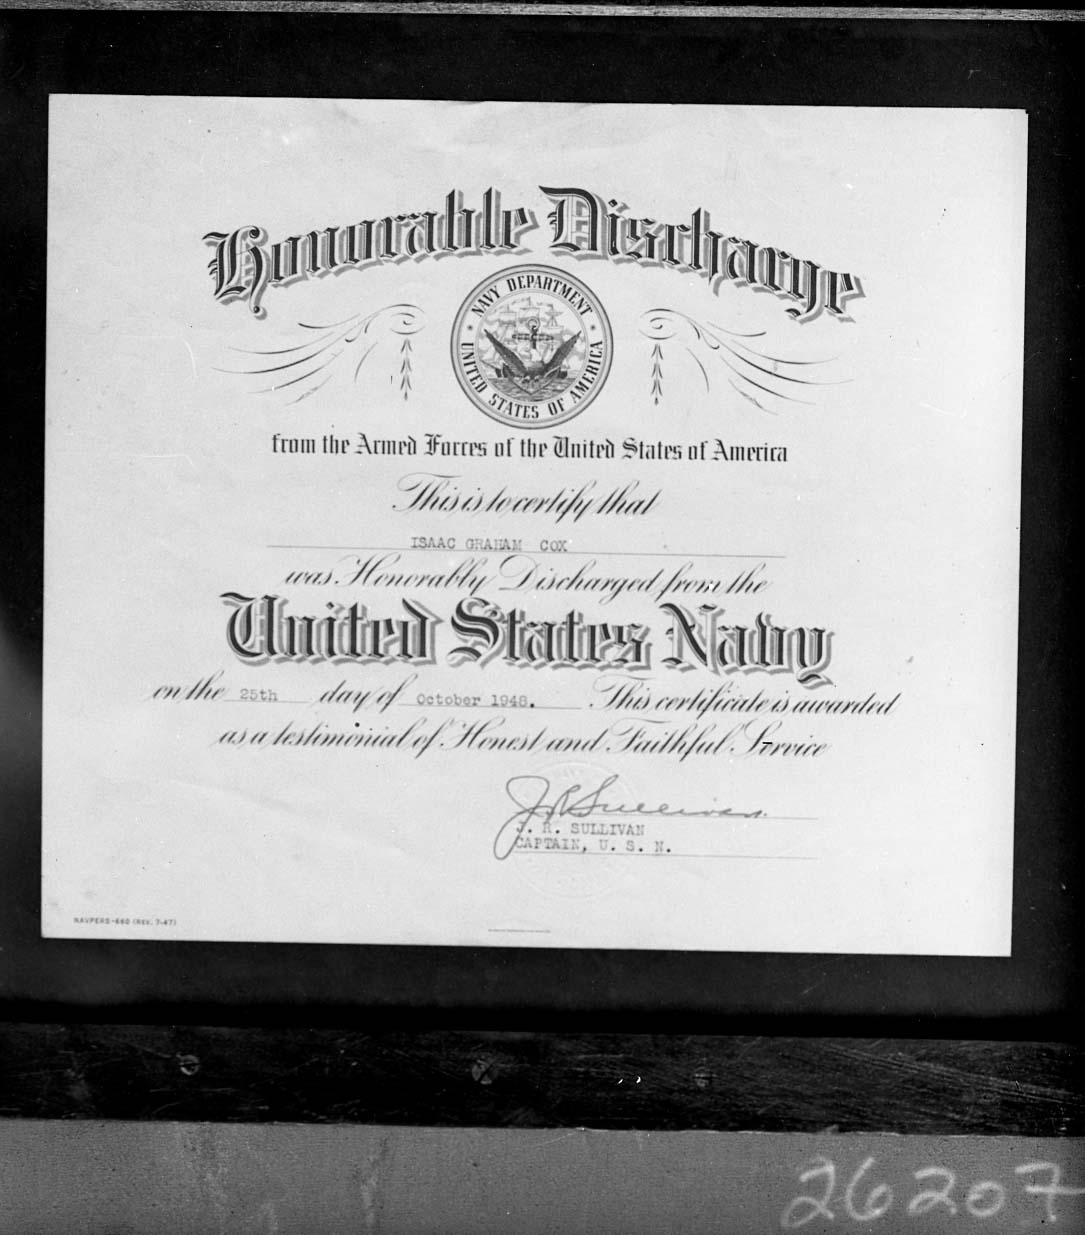 Honorable Discharge
NAVY DEPARTMENT
UNITED STATES OF AMERICA
from the Armed Forces of the United States of America
This is to certify that
ISAAC GRAHAM COX
was Honorably Discharged from the
United States Navy
on the 25th day of October 1948. This certificate is awarded
as a testimonial of Honest and Faithful Service
J R Sullivan
J. R. SULLIVAN
CAPTAIN, U. S. N.
NAVPERS-660 (REV. 7-47)
26207